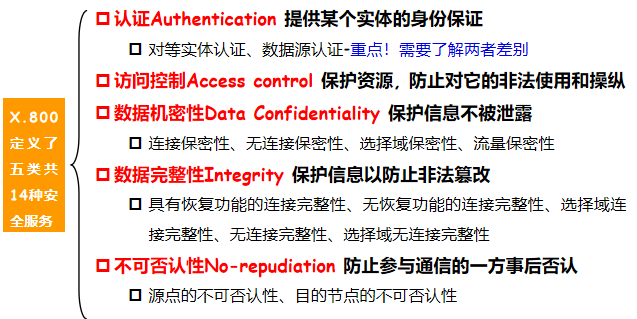 X.800
定义了
五类共
14种安
全服务
认证Authentication 提供某个实体的身份保证
对等实体认证、数据源认证-重点！需要了解两者差别
访问控制Access control 保护资源，防止对它的非法使用和操纵
数据机密性Data Confidentiality 保护信息不被泄露
连接保密性、无连接保密性、选择域保密性、流量保密性
数据完整性Integrity 保护信息以防止非法篡改
具有恢复功能的连接完整性、无恢复功能的连接完整性、选择域连
接完整性、无连接完整性、选择域无连接完整性
不可否认性No-repudiation 防止参与通信的一方事后否认
源点的不可否认性、目的节点的不可否认性